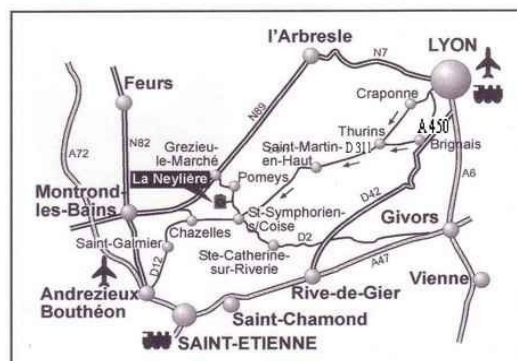 l'Arbresle
N7
LYON
Feurs
Craponne
N89
A 450
Thurins
A72
N82
Grezieu-
le-Marché
Saint-Martin-
en-Haut
D 311
Brignais
La Neylière
Pomeys
D42
A6
Montrond-
les-Bains
St-Symphorien-
s/Coise
Givors
Saint-Galmier
Chazelles
D2
D12
Ste-Catherine-
sur-Riverie
A47
Vienne
Andrezieux
Bouthéon
Rive-de-Gier
Saint-Chamond
SAINT-ETIENNE